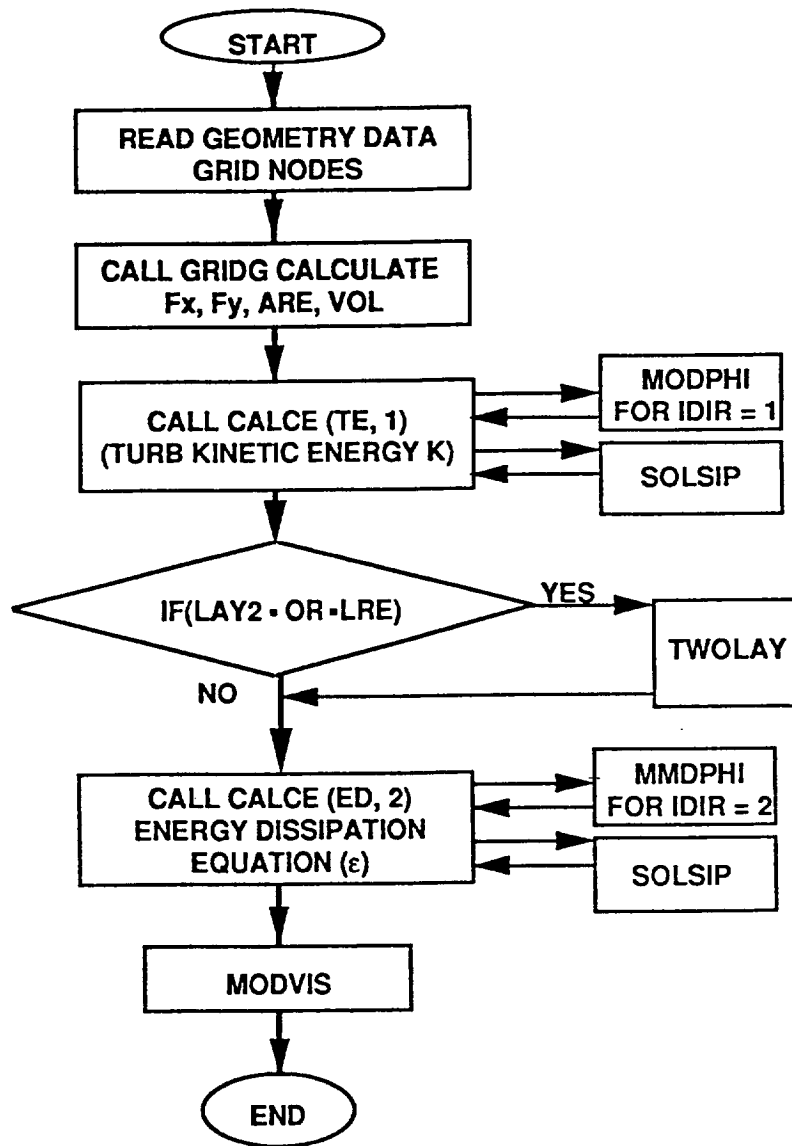 START
READ GEOMETRY DATA
GRID NODES
CALL GRIDG CALCULATE
Fx, Fy, ARE, VOL
CALL CALCE (TE, 1)
(TURB KINETIC ENERGY K)
MODPHI
FOR IDIR = 1
SOLSIP
IF(LAY2 • OR •LRE)
YES
TWOLAY
NO
CALL CALCE (ED, 2)
ENERGY DISSIPATION
EQUATION (ε)
MMDPHI
FOR IDIR = 2
SOLSIP
MODVIS
END